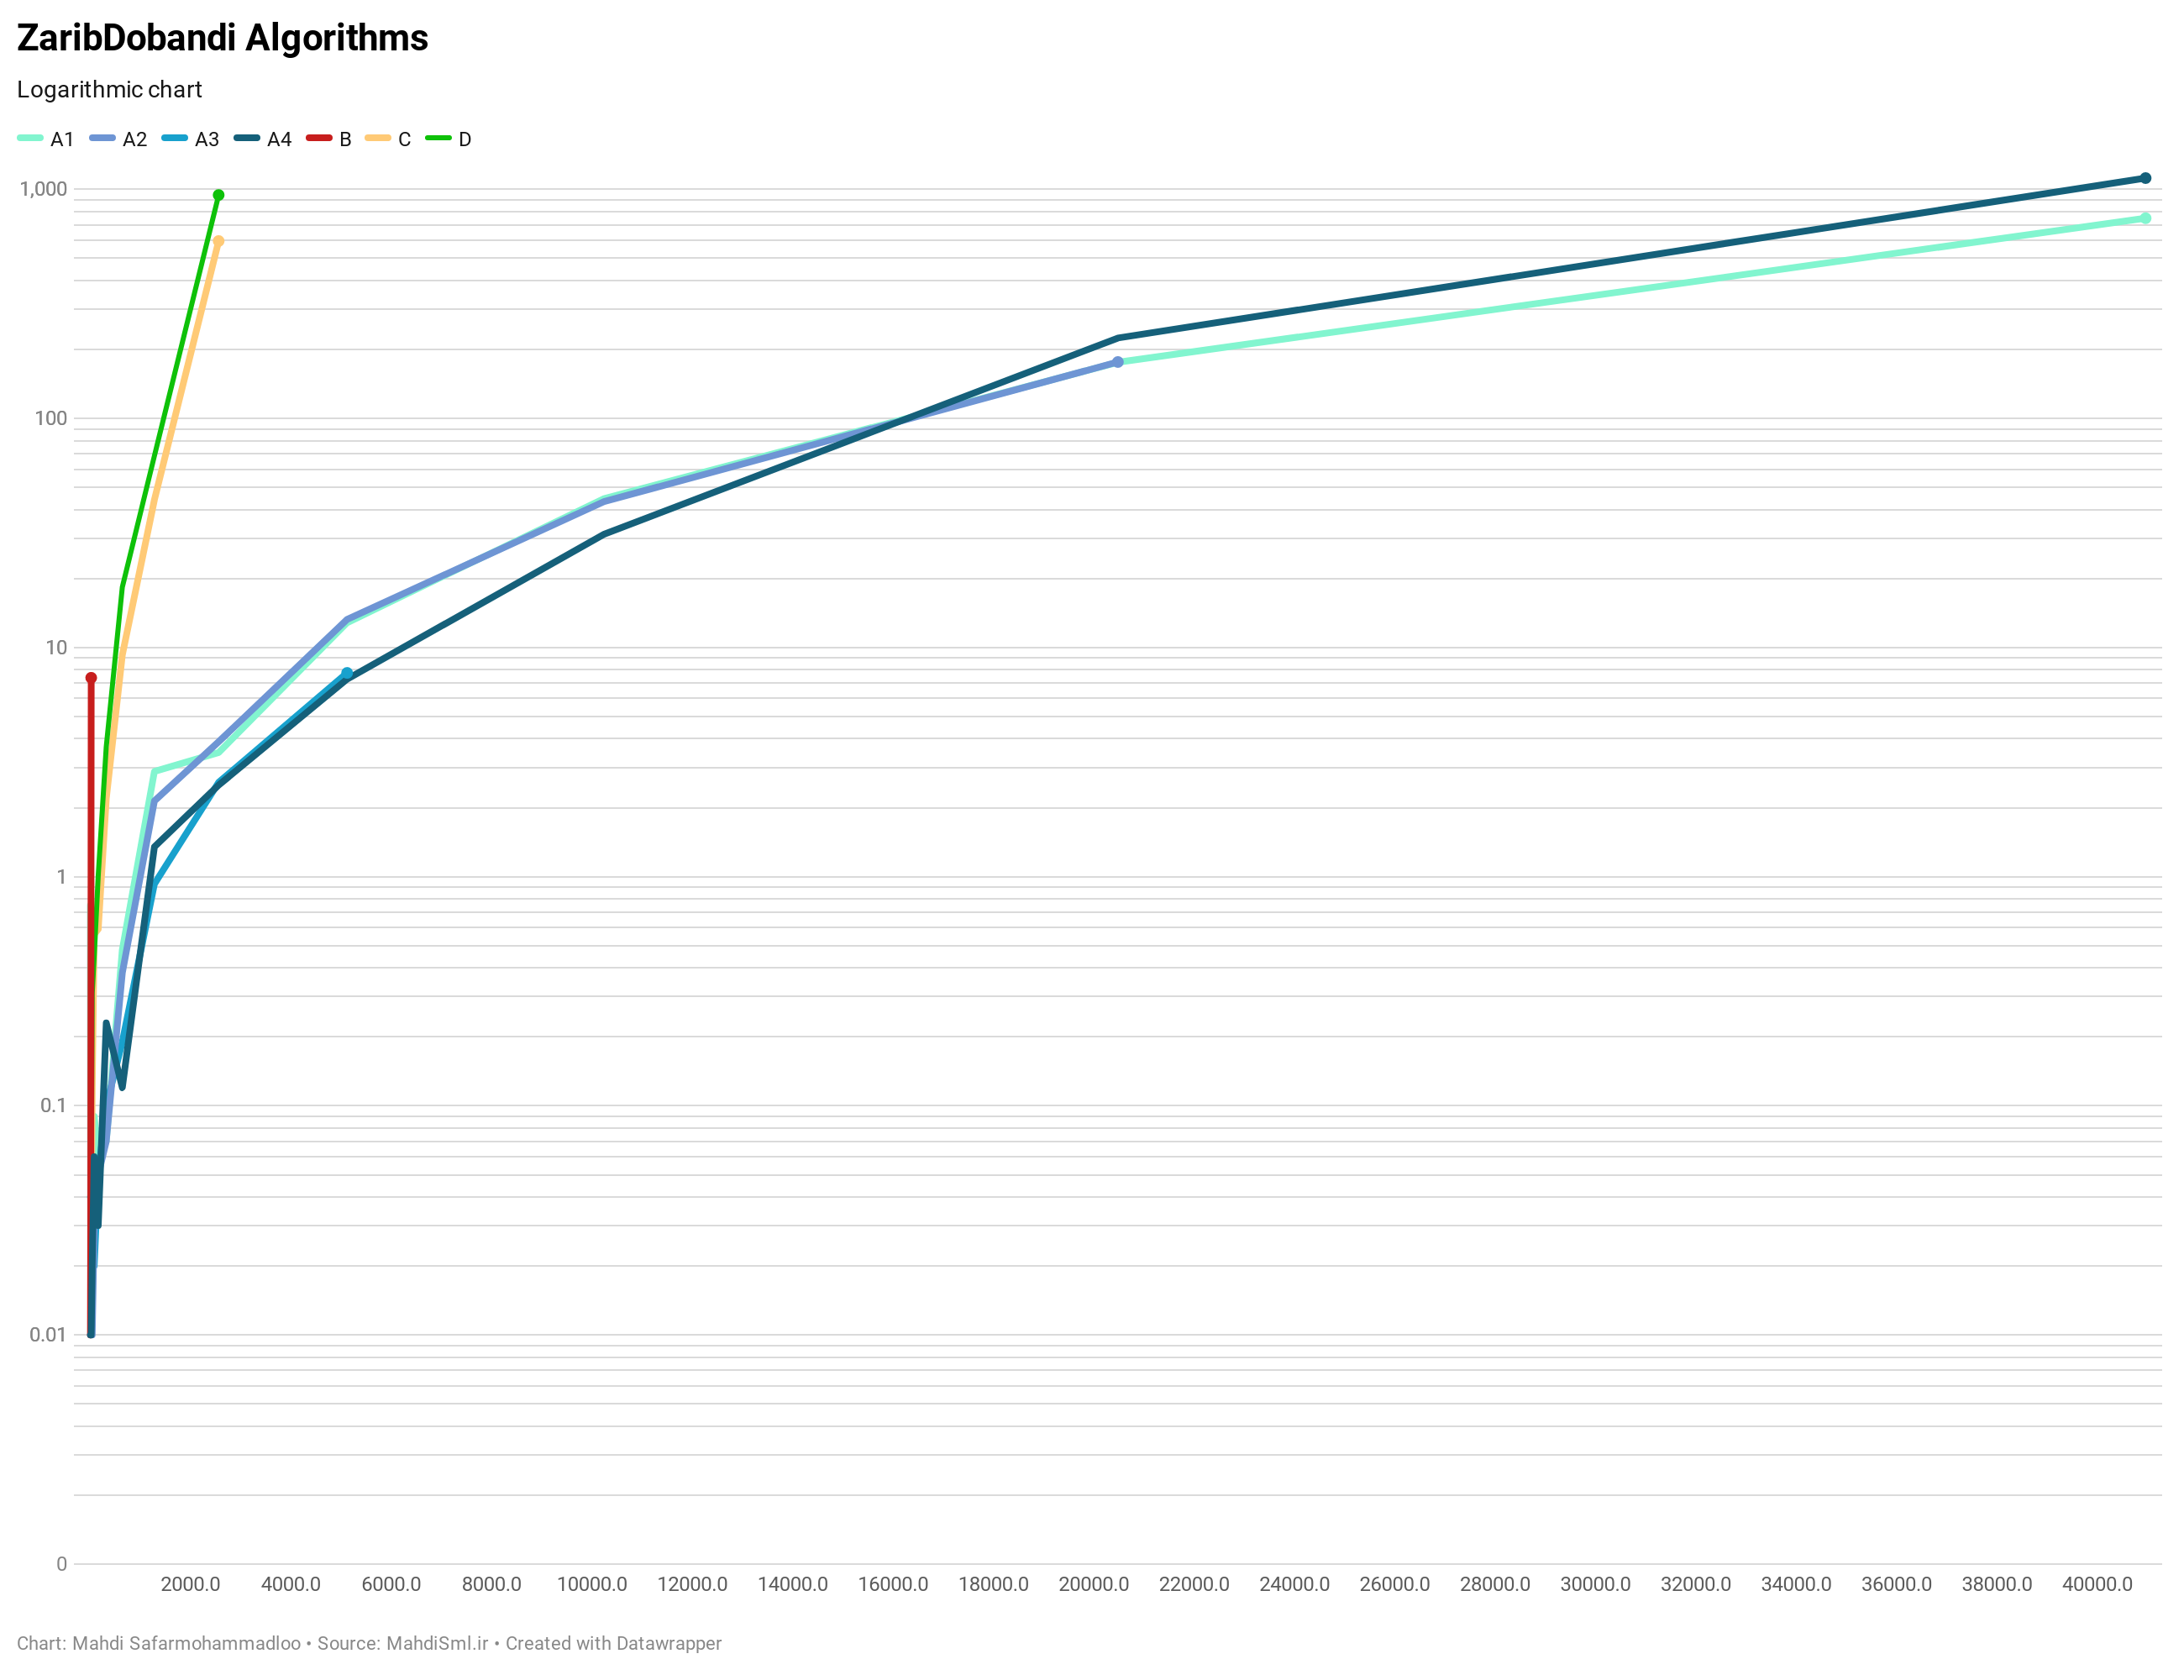 ZaribDobandi Algorithms
Logarithmic chart
A1 A2 A3 A4 B C D
1,000
100
10
1
0.1
0.01
0
2000.0 4000.0 6000.0 8000.0 10000.0 12000.0 14000.0 16000.0 18000.0 20000.0 22000.0 24000.0 26000.0 28000.0 30000.0 32000.0 34000.0 36000.0 38000.0 40000.0
Chart: Mahdi Safarmohammadloo • Source: MahdiSml.ir • Created with Datawrapper